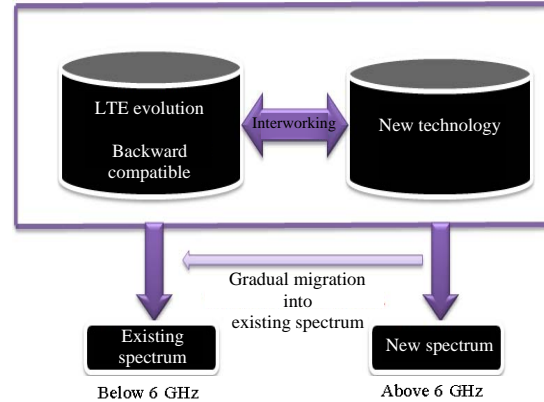 LTE evolution
Backward
compatible
Interworking
New technology
Gradual migration
into
existing spectrum
Existing
spectrum
New spectrum
Below 6 GHz
Above 6 GHz